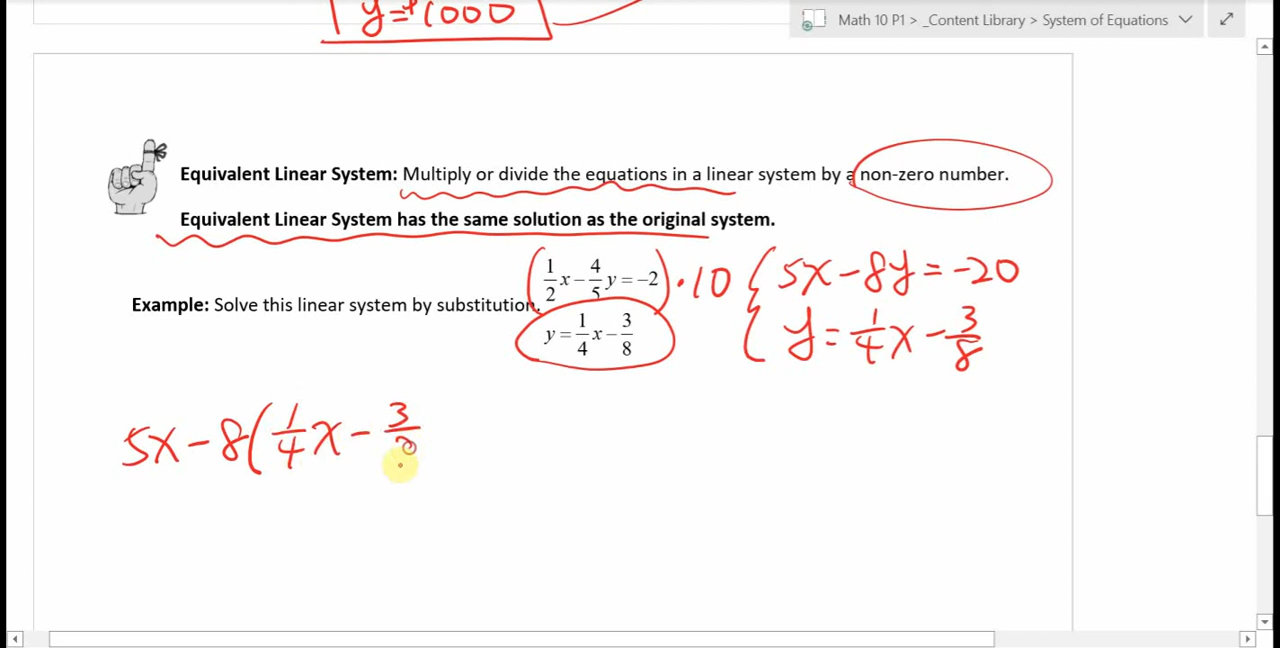 y=+1000
Math 10 P1 > _Content Library > System of Equations
Equivalent Linear System: Multiply or divide the equations in a linear system by a non-zero number.
Equivalent Linear System has the same solution as the original system.
Example: Solve this linear system by substitution.
(1/2 x - 4/5 y = -2) · 10
y = 1/4 x - 3/8
5x - 8y = -20
y = 1/4 x - 3/8
5x - 8(1/4 x - 3/